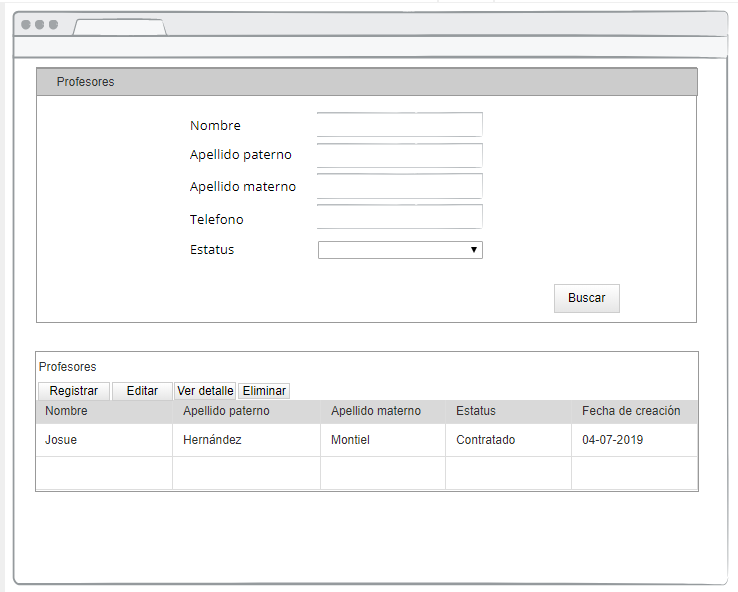 Profesores
Nombre
Apellido paterno
Apellido materno
Telefono
Estatus
Buscar
Profesores
Registrar Editar Ver detalle Eliminar
Nombre Apellido paterno Apellido materno Estatus Fecha de creación
Josue Hernández Montiel Contratado 04-07-2019